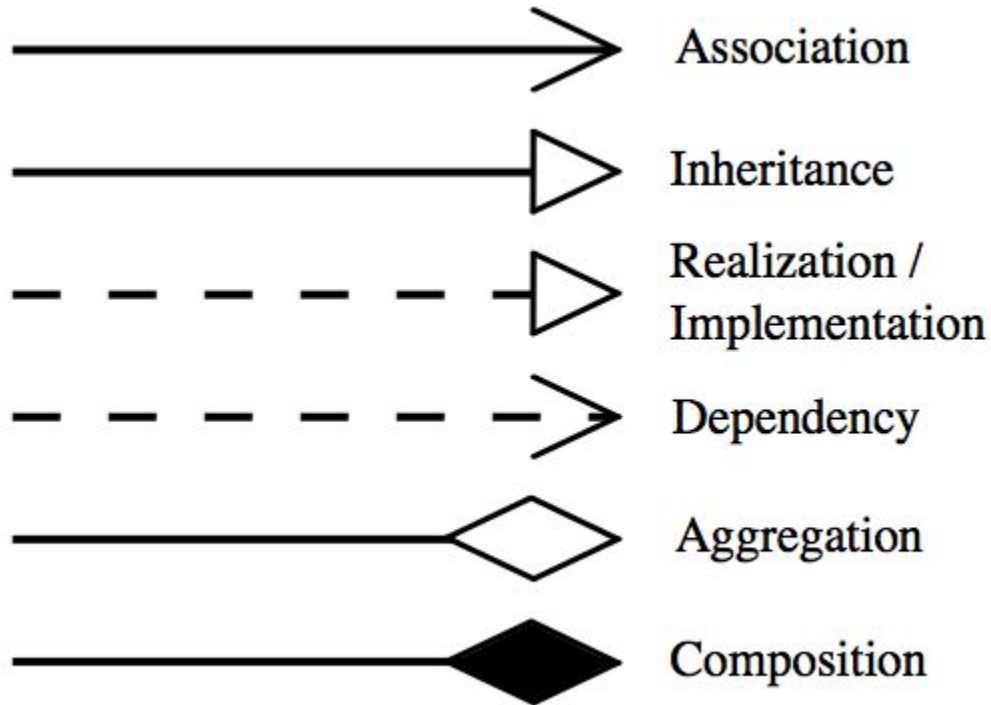 Association
Inheritance
Realization /
Implementation
Dependency
Aggregation
Composition